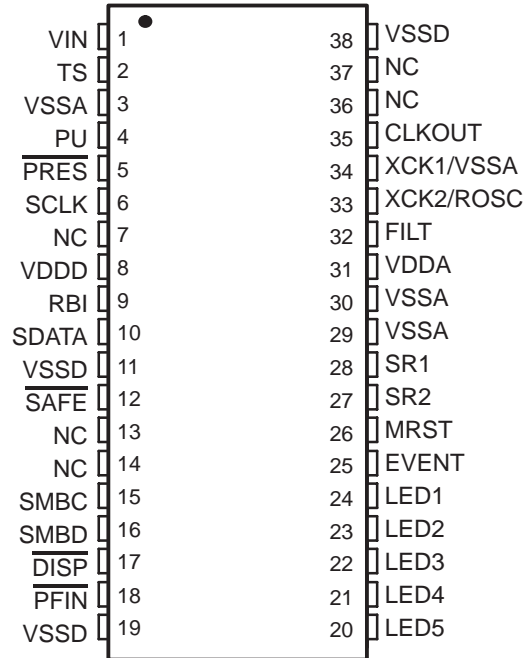 VIN 1 38 VSSD
TS 2 37 NC
VSSA 3 36 NC
PU 4 35 CLKOUT
PRES 5 34 XCK1/VSSA
SCLK 6 33 XCK2/ROSC
NC 7 32 FILT
VDDD 8 31 VDDA
RBI 9 30 VSSA
SDATA 10 29 VSSA
VSSD 11 28 SR1
SAFE 12 27 SR2
NC 13 26 MRST
NC 14 25 EVENT
SMBC 15 24 LED1
SMBD 16 23 LED2
DISP 17 22 LED3
PFIN 18 21 LED4
VSSD 19 20 LED5